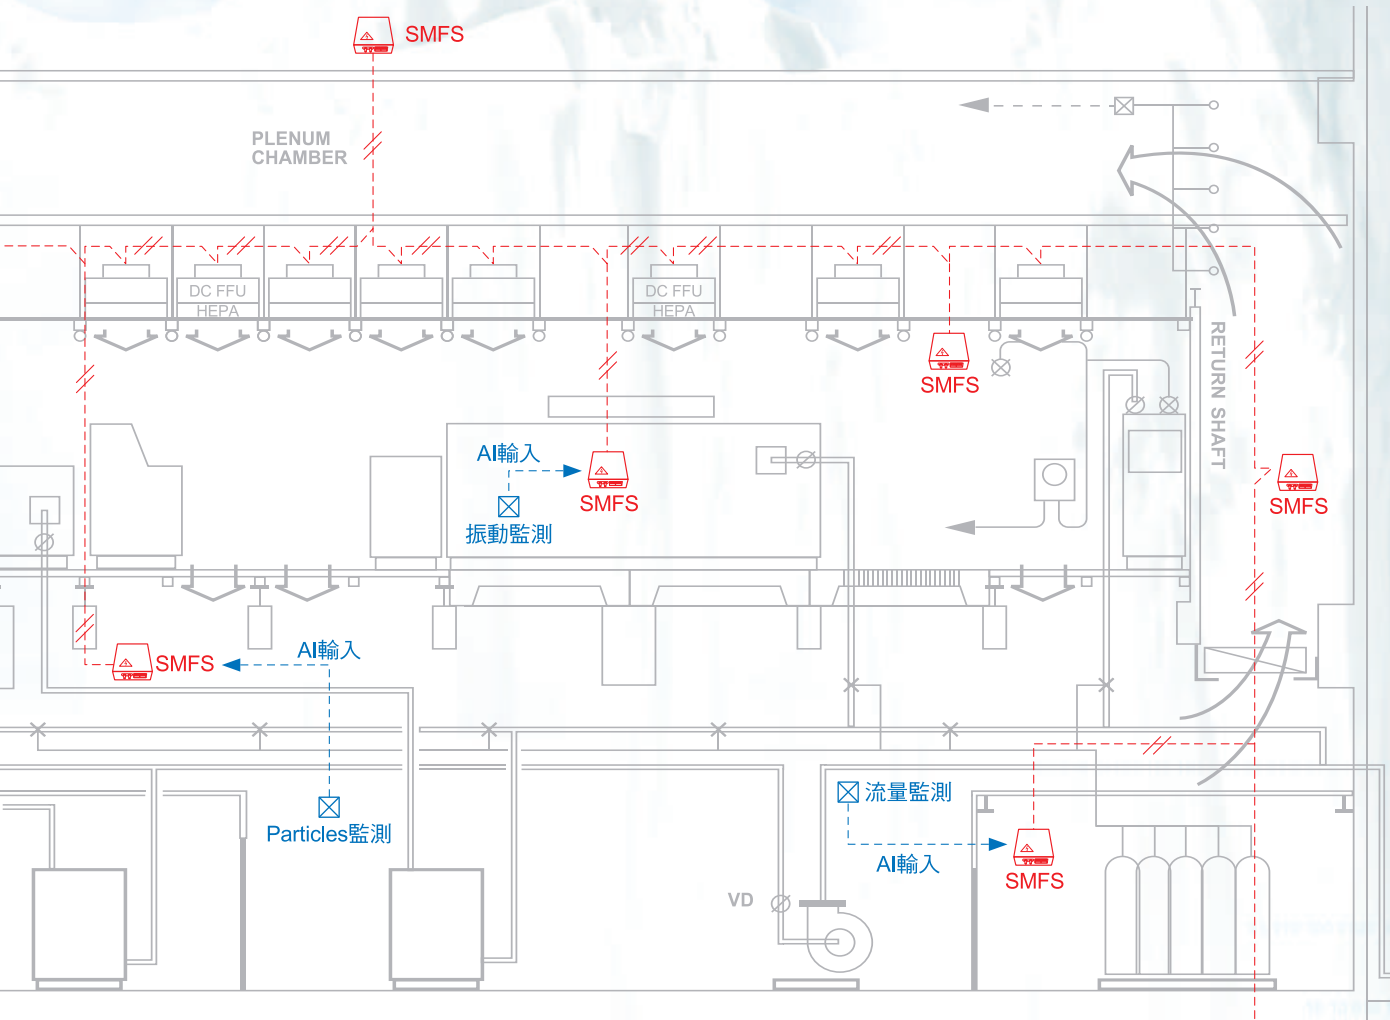 SMFS
PLENUM
CHAMBER
DC FFU
HEPA
DC FFU
HEPA
SMFS
RETURN SHAFT
AI輸入
振動監測
SMFS
SMFS
AI輸入
SMFS
Particles監測
流量監測
AI輸入
SMFS
VD